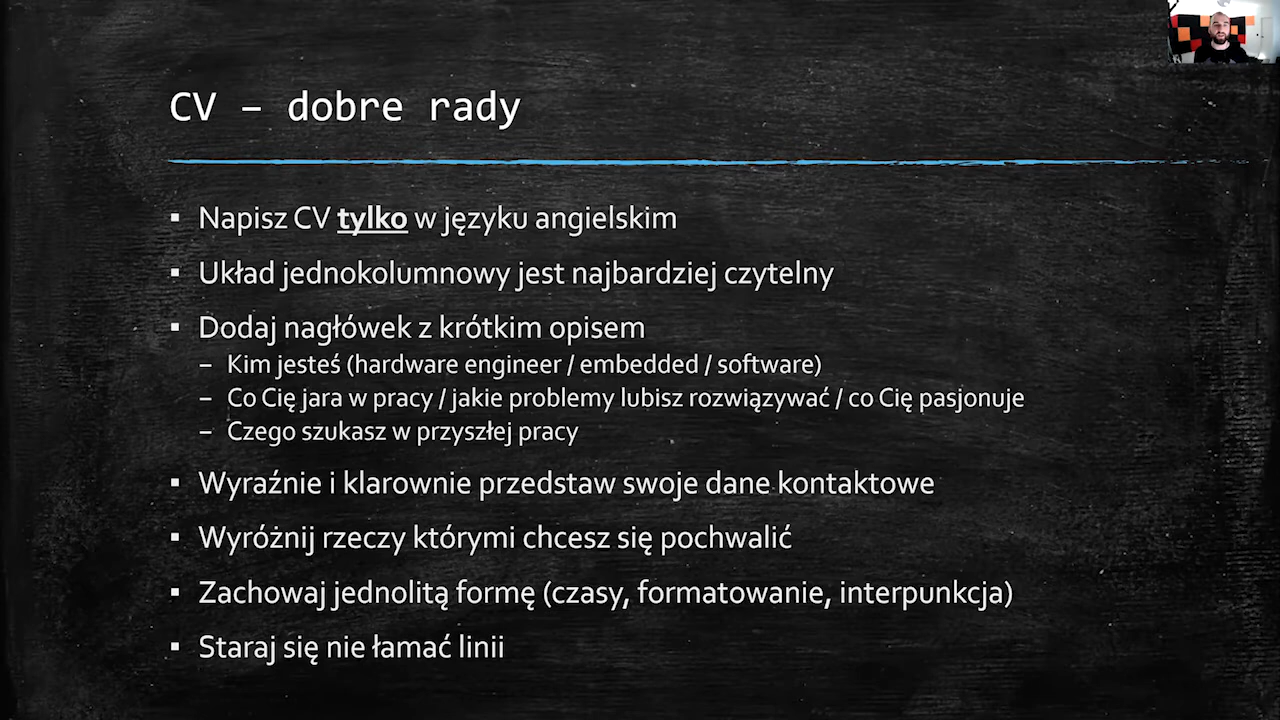 CV – dobre rady
▪ Napisz CV tylko w języku angielskim
▪ Układ jednokolumnowy jest najbardziej czytelny
▪ Dodaj nagłówek z krótkim opisem
– Kim jesteś (hardware engineer / embedded / software)
– Co Cię jara w pracy / jakie problemy lubisz rozwiązywać / co Cię pasjonuje
– Czego szukasz w przyszłej pracy
▪ Wyraźnie i klarownie przedstaw swoje dane kontaktowe
▪ Wyróżnij rzeczy którymi chcesz się pochwalić
▪ Zachowaj jednolitą formę (czasy, formatowanie, interpunkcja)
▪ Staraj się nie łamać linii